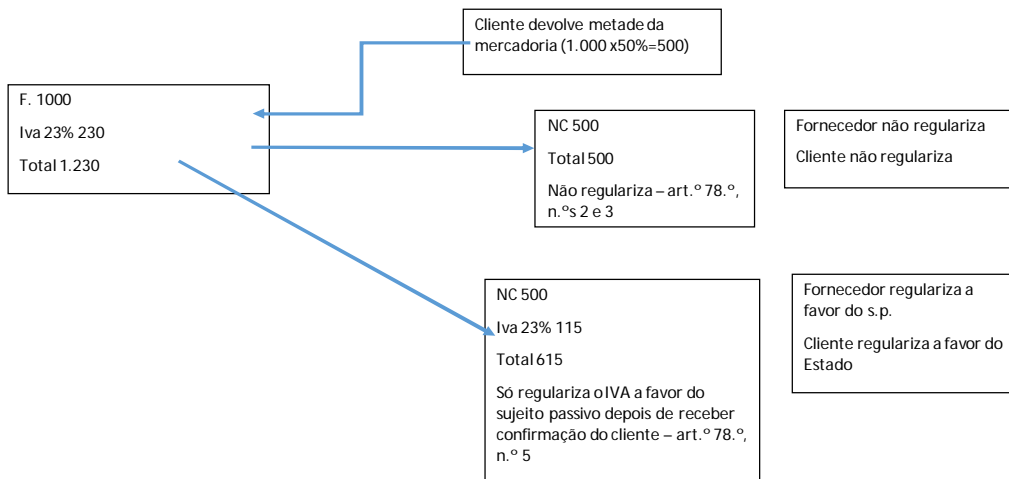 Cliente devolve metade da
mercadoria (1.000 x50%=500)
F. 1000
Iva 23% 230
Total 1.230
NC 500
Total 500
Não regulariza – art.º 78.º,
n.ºs 2 e 3
Fornecedor não regulariza
Cliente não regulariza
NC 500
Iva 23% 115
Total 615
Só regulariza o IVA a favor do
sujeito passivo depois de receber
confirmação do cliente – art.º 78.º,
n.º 5
Fornecedor regulariza a
favor do s.p.
Cliente regulariza a favor do
Estado